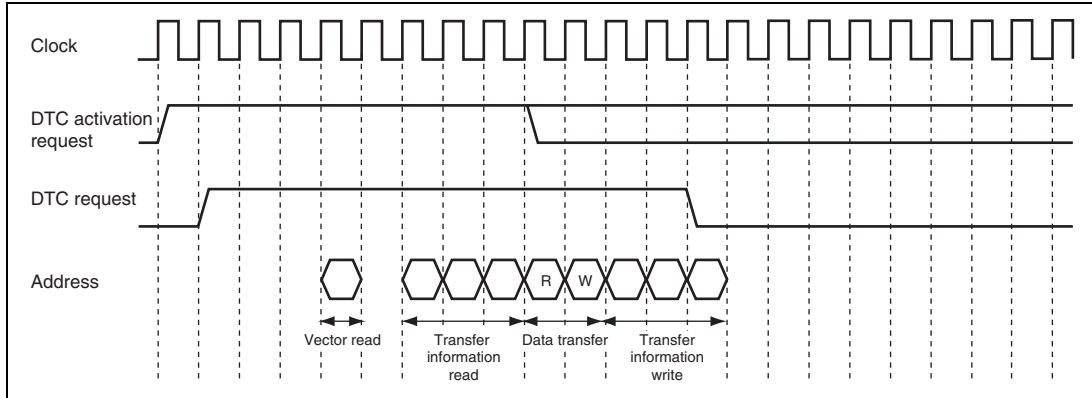 Clock
DTC activation
request
DTC request
Address
R W
Vector read
Transfer
information
read
Data transfer
Transfer
information
write